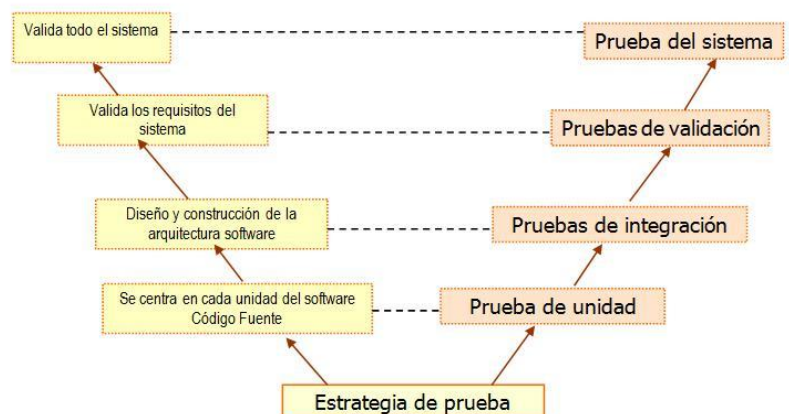 Valida todo el sistema
Prueba del sistema
Valida los requisitos del
sistema
Pruebas de validación
Diseño y construcción de la
arquitectura software
Pruebas de integración
Se centra en cada unidad del software
Código Fuente
Prueba de unidad
Estrategia de prueba